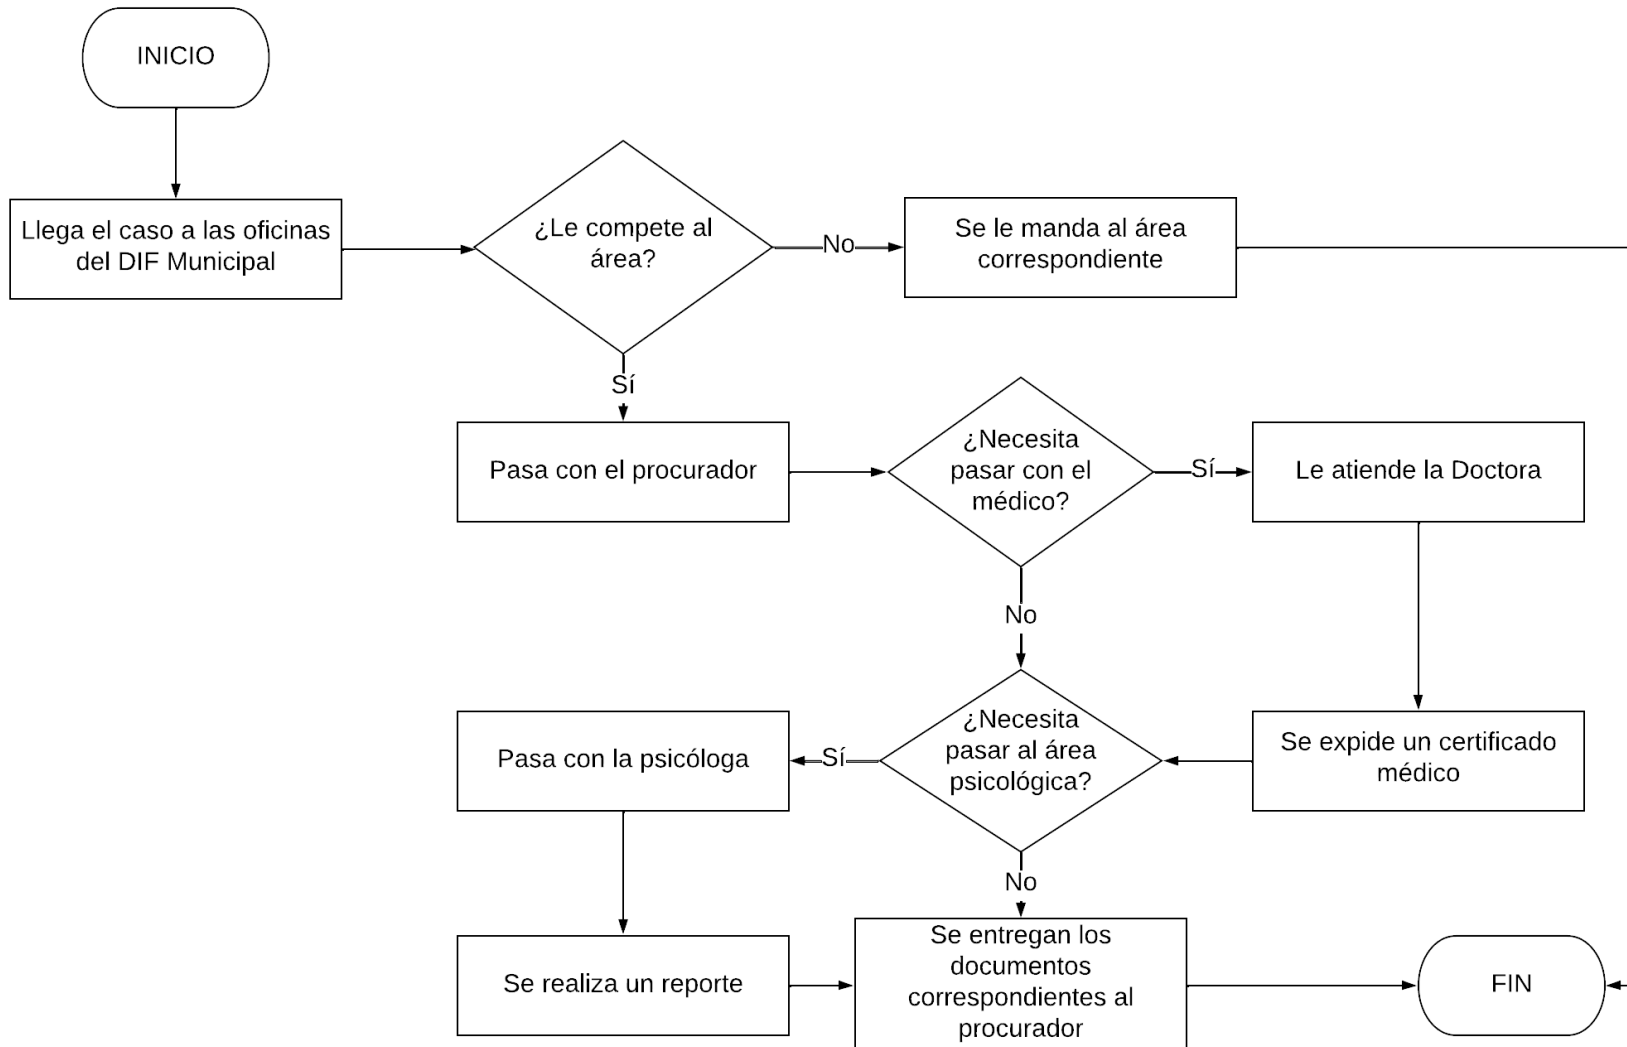 INICIO
Llega el caso a las oficinas
del DIF Municipal
¿Le compete al
área?
No
Se le manda al área
correspondiente
Sí
Pasa con el procurador
¿Necesita
pasar con el
médico?
Sí
Le atiende la Doctora
No
Pasa con la psicóloga
Sí
¿Necesita
pasar al área
psicológica?
Se expide un certificado
médico
No
Se realiza un reporte
Se entregan los
documentos
correspondientes al
procurador
FIN